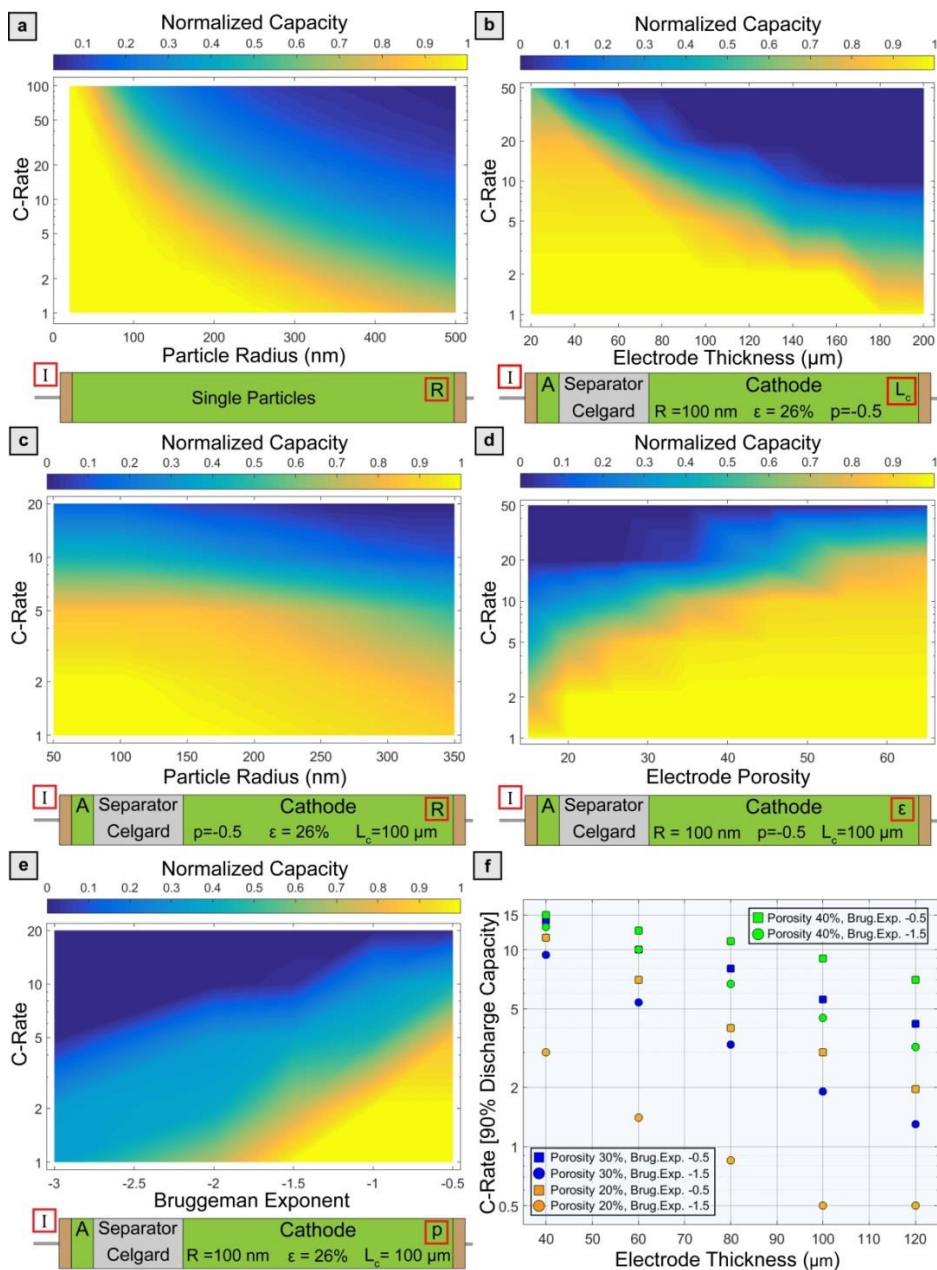 a
Normalized Capacity
0.1 0.2 0.3 0.4 0.5 0.6 0.7 0.8 0.9 1
C-Rate
100
50
20
10
5
2
1
0 100 200 300 400 500
Particle Radius (nm)
I
Single Particles R
b
Normalized Capacity
0 0.1 0.2 0.3 0.4 0.5 0.6 0.7 0.8 0.9 1
C-Rate
50
20
10
5
2
1
20 40 60 80 100 120 140 160 180 200
Electrode Thickness (µm)
I
A Separator Cathode L_c
Celgard R =100 nm ε = 26% p=-0.5
c
Normalized Capacity
0 0.1 0.2 0.3 0.4 0.5 0.6 0.7 0.8 0.9 1
C-Rate
20
10
5
2
1
50 100 150 200 250 300 350
Particle Radius (nm)
I
A Separator Cathode R
Celgard p=-0.5 ε = 26% L_c=100 µm
d
Normalized Capacity
0 0.1 0.2 0.3 0.4 0.5 0.6 0.7 0.8 0.9 1
C-Rate
50
20
10
5
2
1
20 30 40 50 60
Electrode Porosity
I
A Separator Cathode ε
Celgard R = 100 nm p=-0.5 L_c=100 µm
e
Normalized Capacity
0 0.1 0.2 0.3 0.4 0.5 0.6 0.7 0.8 0.9 1
C-Rate
20
10
5
2
1
-3 -2.5 -2 -1.5 -1 -0.5
Bruggeman Exponent
I
A Separator Cathode p
Celgard R =100 nm ε = 26% L_c= 100 µm
f
C-Rate [90% Discharge Capacity]
15
10
5
2
1
0.5
Porosity 40%, Brug.Exp. -0.5
Porosity 40%, Brug.Exp. -1.5
Porosity 30%, Brug.Exp. -0.5
Porosity 30%, Brug.Exp. -1.5
Porosity 20%, Brug.Exp. -0.5
Porosity 20%, Brug.Exp. -1.5
40 50 60 70 80 90 100 110 120
Electrode Thickness (µm)